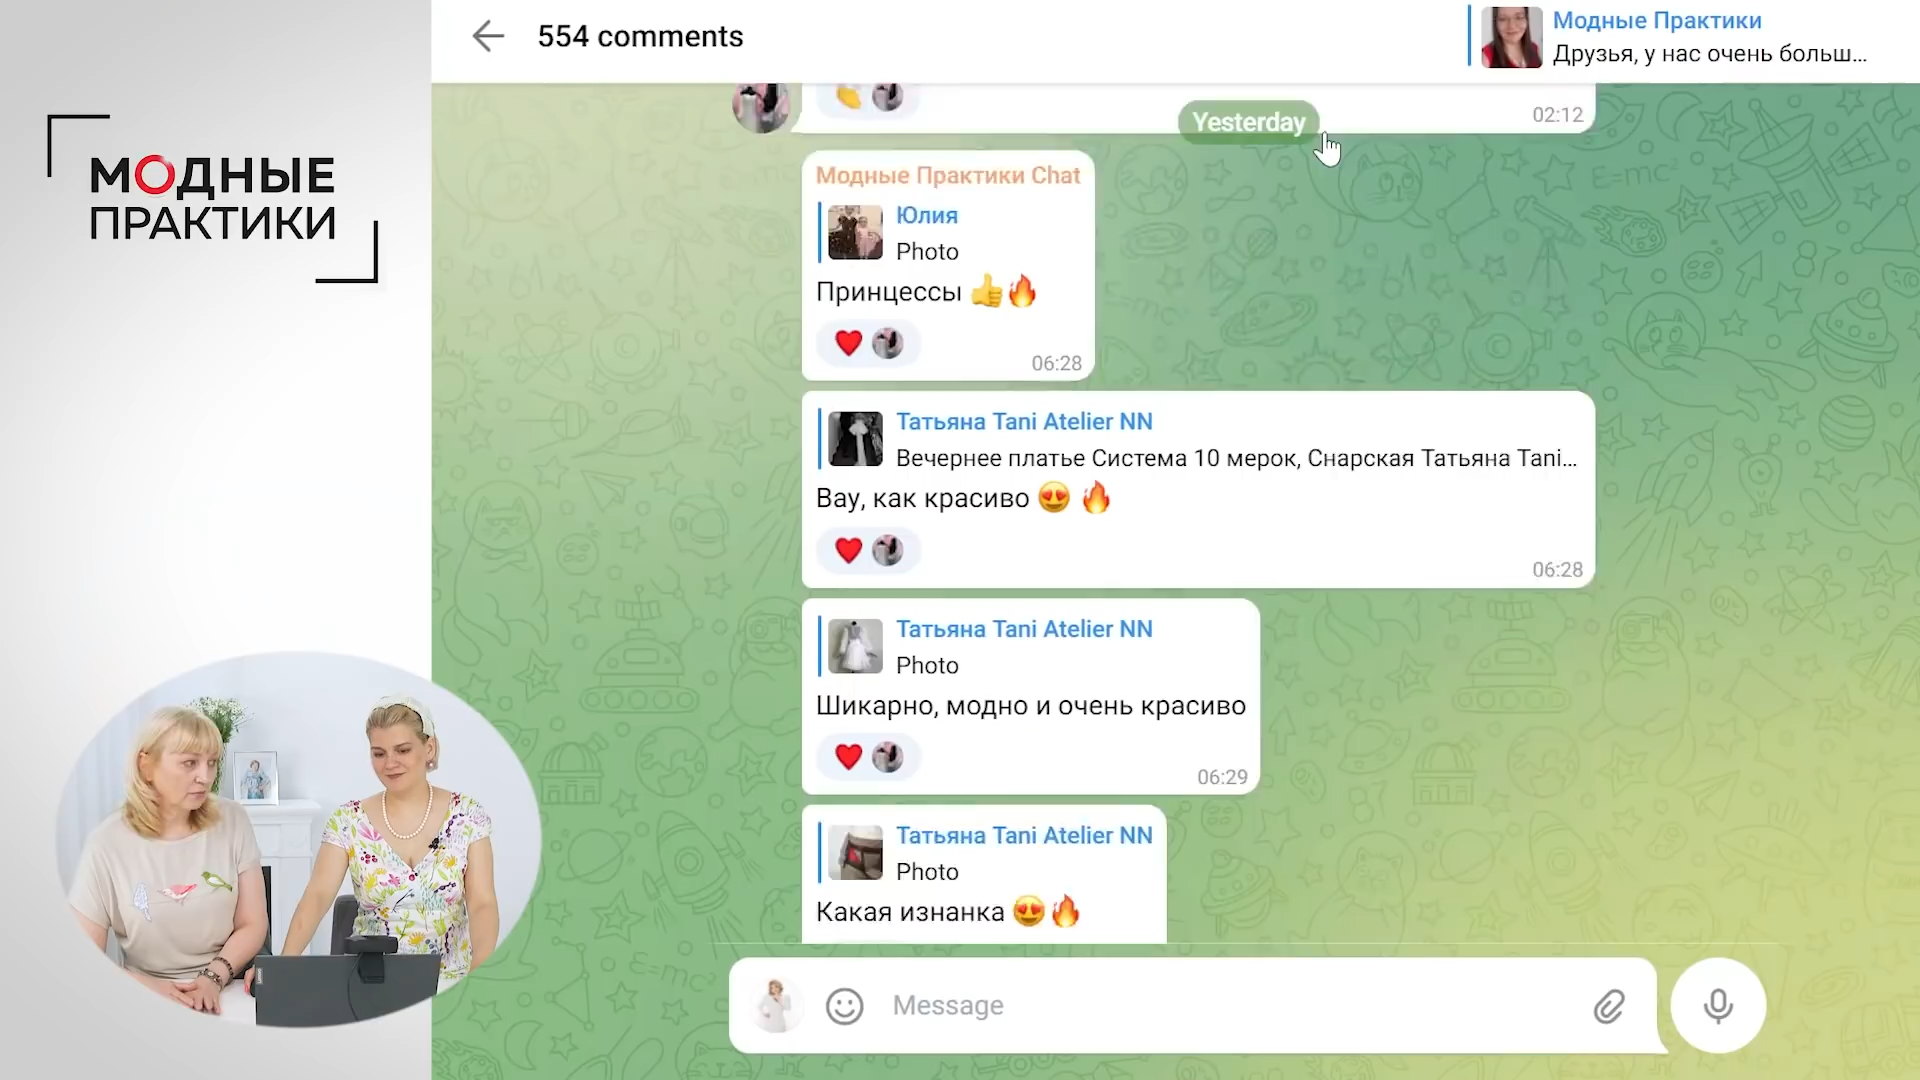 МОДНЫЕ
ПРАКТИКИ
554 comments
Модные Практики
Друзья, у нас очень больш...
02:12
Yesterday
Модные Практики Chat
Юлия
Photo
Принцессы 👍🔥
06:28
Татьяна Tani Atelier NN
Вечернее платье Система 10 мерок, Снарская Татьяна Tani...
Вау, как красиво 😍 🔥
06:28
Татьяна Tani Atelier NN
Photo
Шикарно, модно и очень красиво
06:29
Татьяна Tani Atelier NN
Photo
Какая изнанка 😍🔥
Message